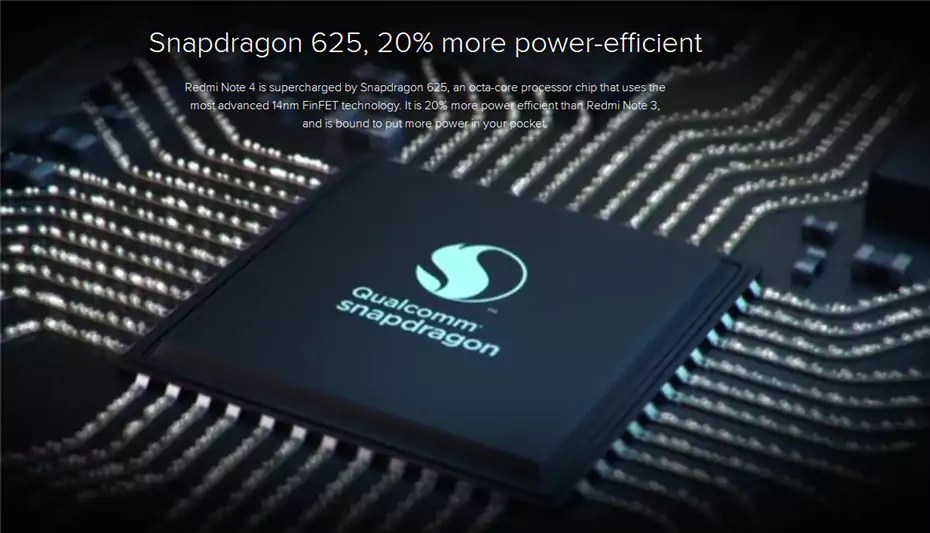 Snapdragon 625, 20% more power-efficient
Redmi Note 4 is supercharged by Snapdragon 625, an octa-core processor chip that uses the
most advanced 14nm FinFET technology. It is 20% more power efficient than Redmi Note 3,
and is bound to put more power in your pocket.
Qualcomm
snapdragon™